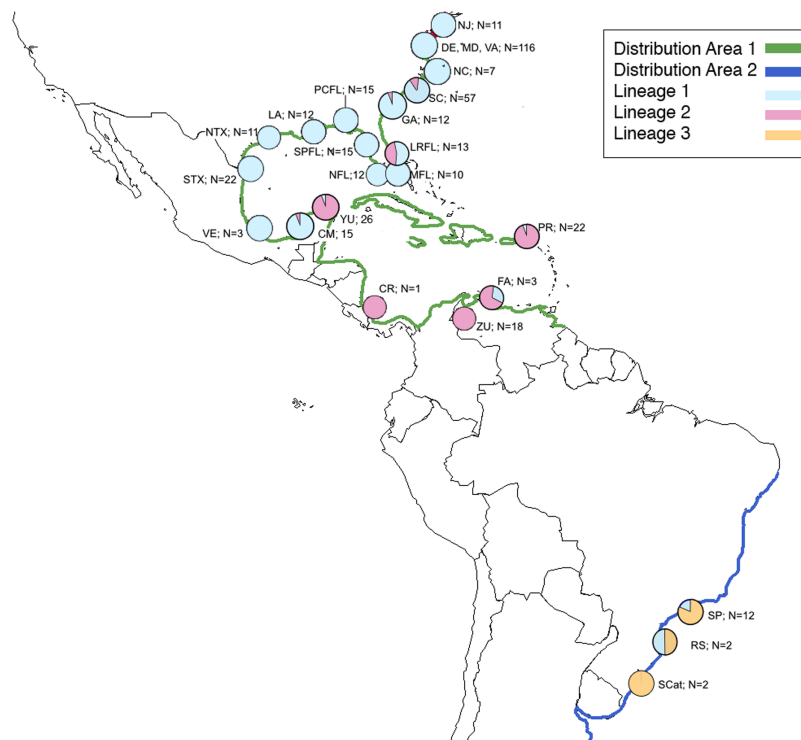 NJ; N=11
DE, MD, VA; N=116
NC; N=7
PCFL; N=15
SC; N=57
LA; N=12
GA; N=12
NTX; N=11
SPFL; N=15
LRFL; N=13
STX; N=22
NFL; 12
MFL; N=10
YU; 26
VE; N=3
CM; 15
PR; N=22
FA; N=3
CR; N=1
ZU; N=18
SP; N=12
RS; N=2
SCat; N=2
Distribution Area 1
Distribution Area 2
Lineage 1
Lineage 2
Lineage 3